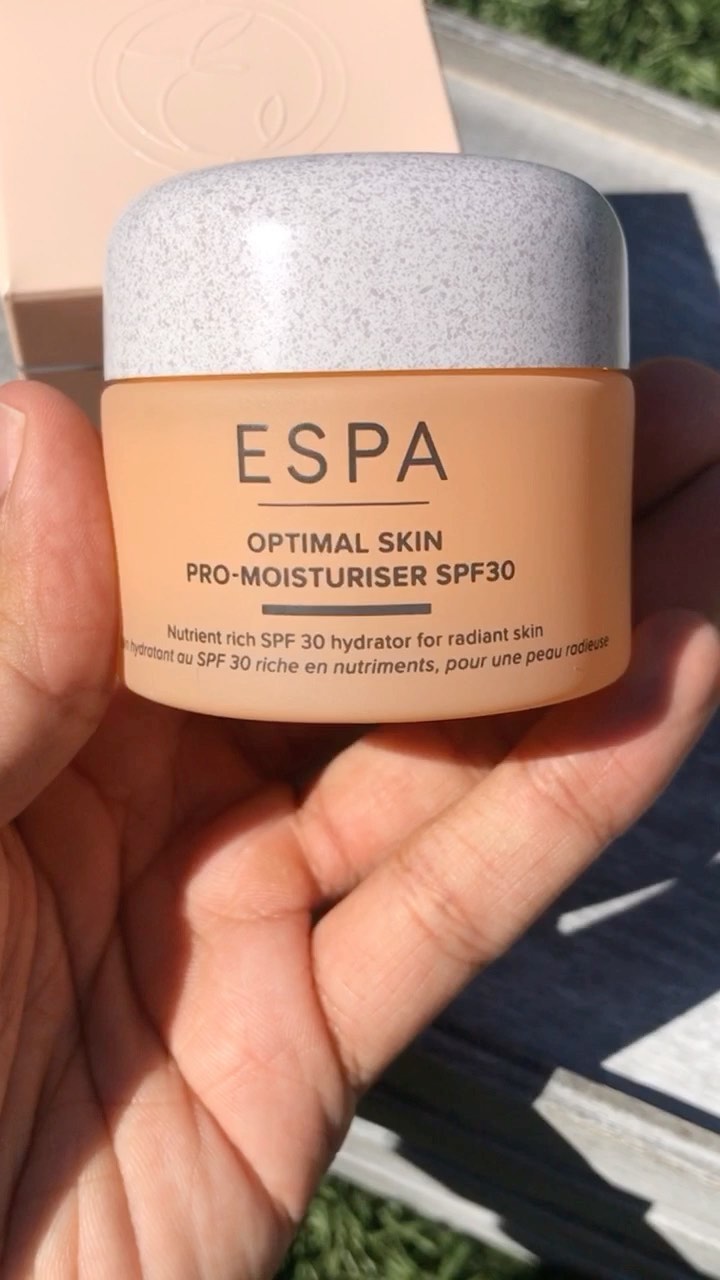 ESPA
OPTIMAL SKIN
PRO-MOISTURISER SPF30
Nutrient rich SPF 30 hydrator for radiant skin
hydratant au SPF 30 riche en nutriments, pour une peau radieuse